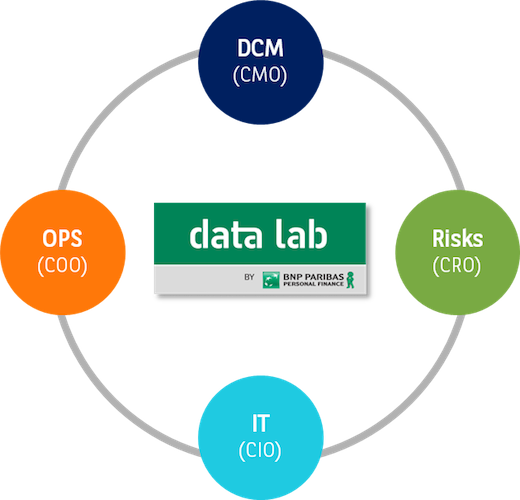 DCM
(CMO)
OPS
(COO)
data lab
BY BNP PARIBAS
PERSONAL FINANCE
Risks
(CRO)
IT
(CIO)